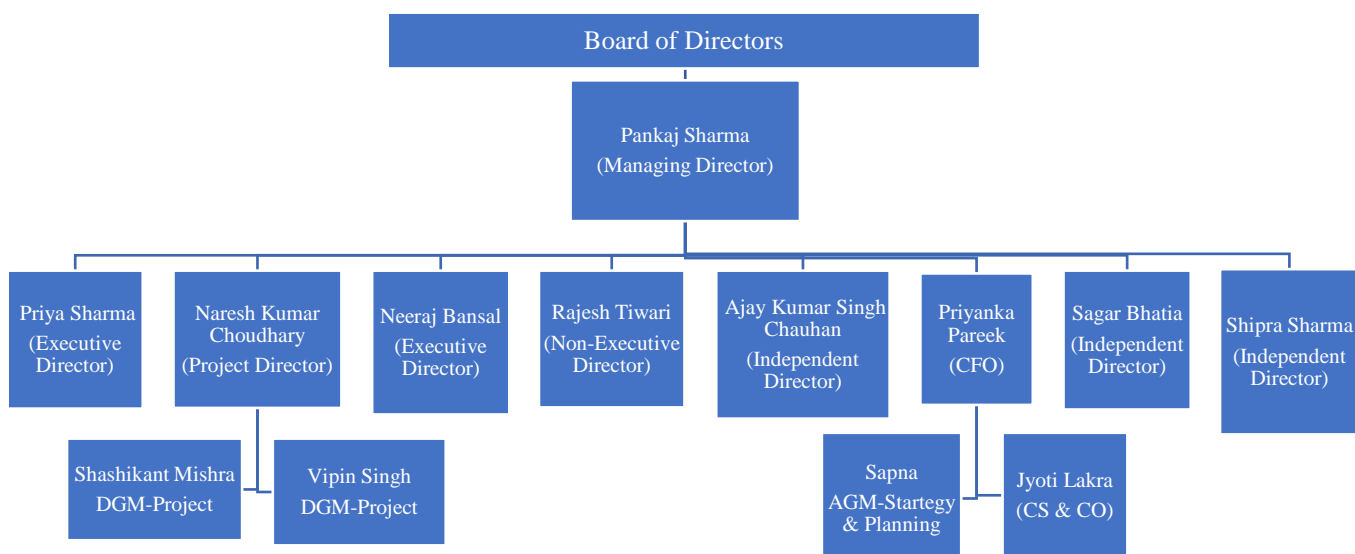 Board of Directors
Pankaj Sharma
(Managing Director)
Priya Sharma
(Executive
Director)
Naresh Kumar
Choudhary
(Project Director)
Neeraj Bansal
(Executive
Director)
Rajesh Tiwari
(Non-Executive
Director)
Ajay Kumar Singh
Chauhan
(Independent
Director)
Priyanka
Pareek
(CFO)
Sagar Bhatia
(Independent
Director)
Shipra Sharma
(Independent
Director)
Shashikant Mishra
DGM-Project
Vipin Singh
DGM-Project
Sapna
AGM-Startegy
& Planning
Jyoti Lakra
(CS & CO)